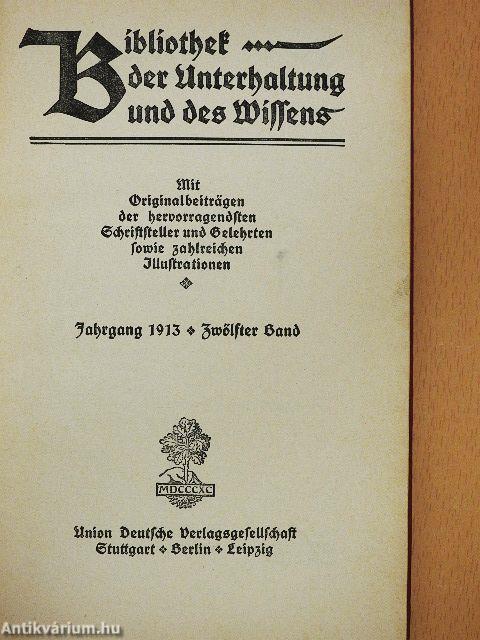 Bibliothek
der Unterhaltung
und des Wissens
Mit
Originalbeiträgen
der hervorragendsten
Schriftsteller und Gelehrten
sowie zahlreichen
Illustrationen
Jahrgang 1913 ❖ Zwölfter Band
MDCCCXC
Union Deutsche Verlagsgesellschaft
Stuttgart ❖ Berlin ❖ Leipzig
Antikvárium.hu